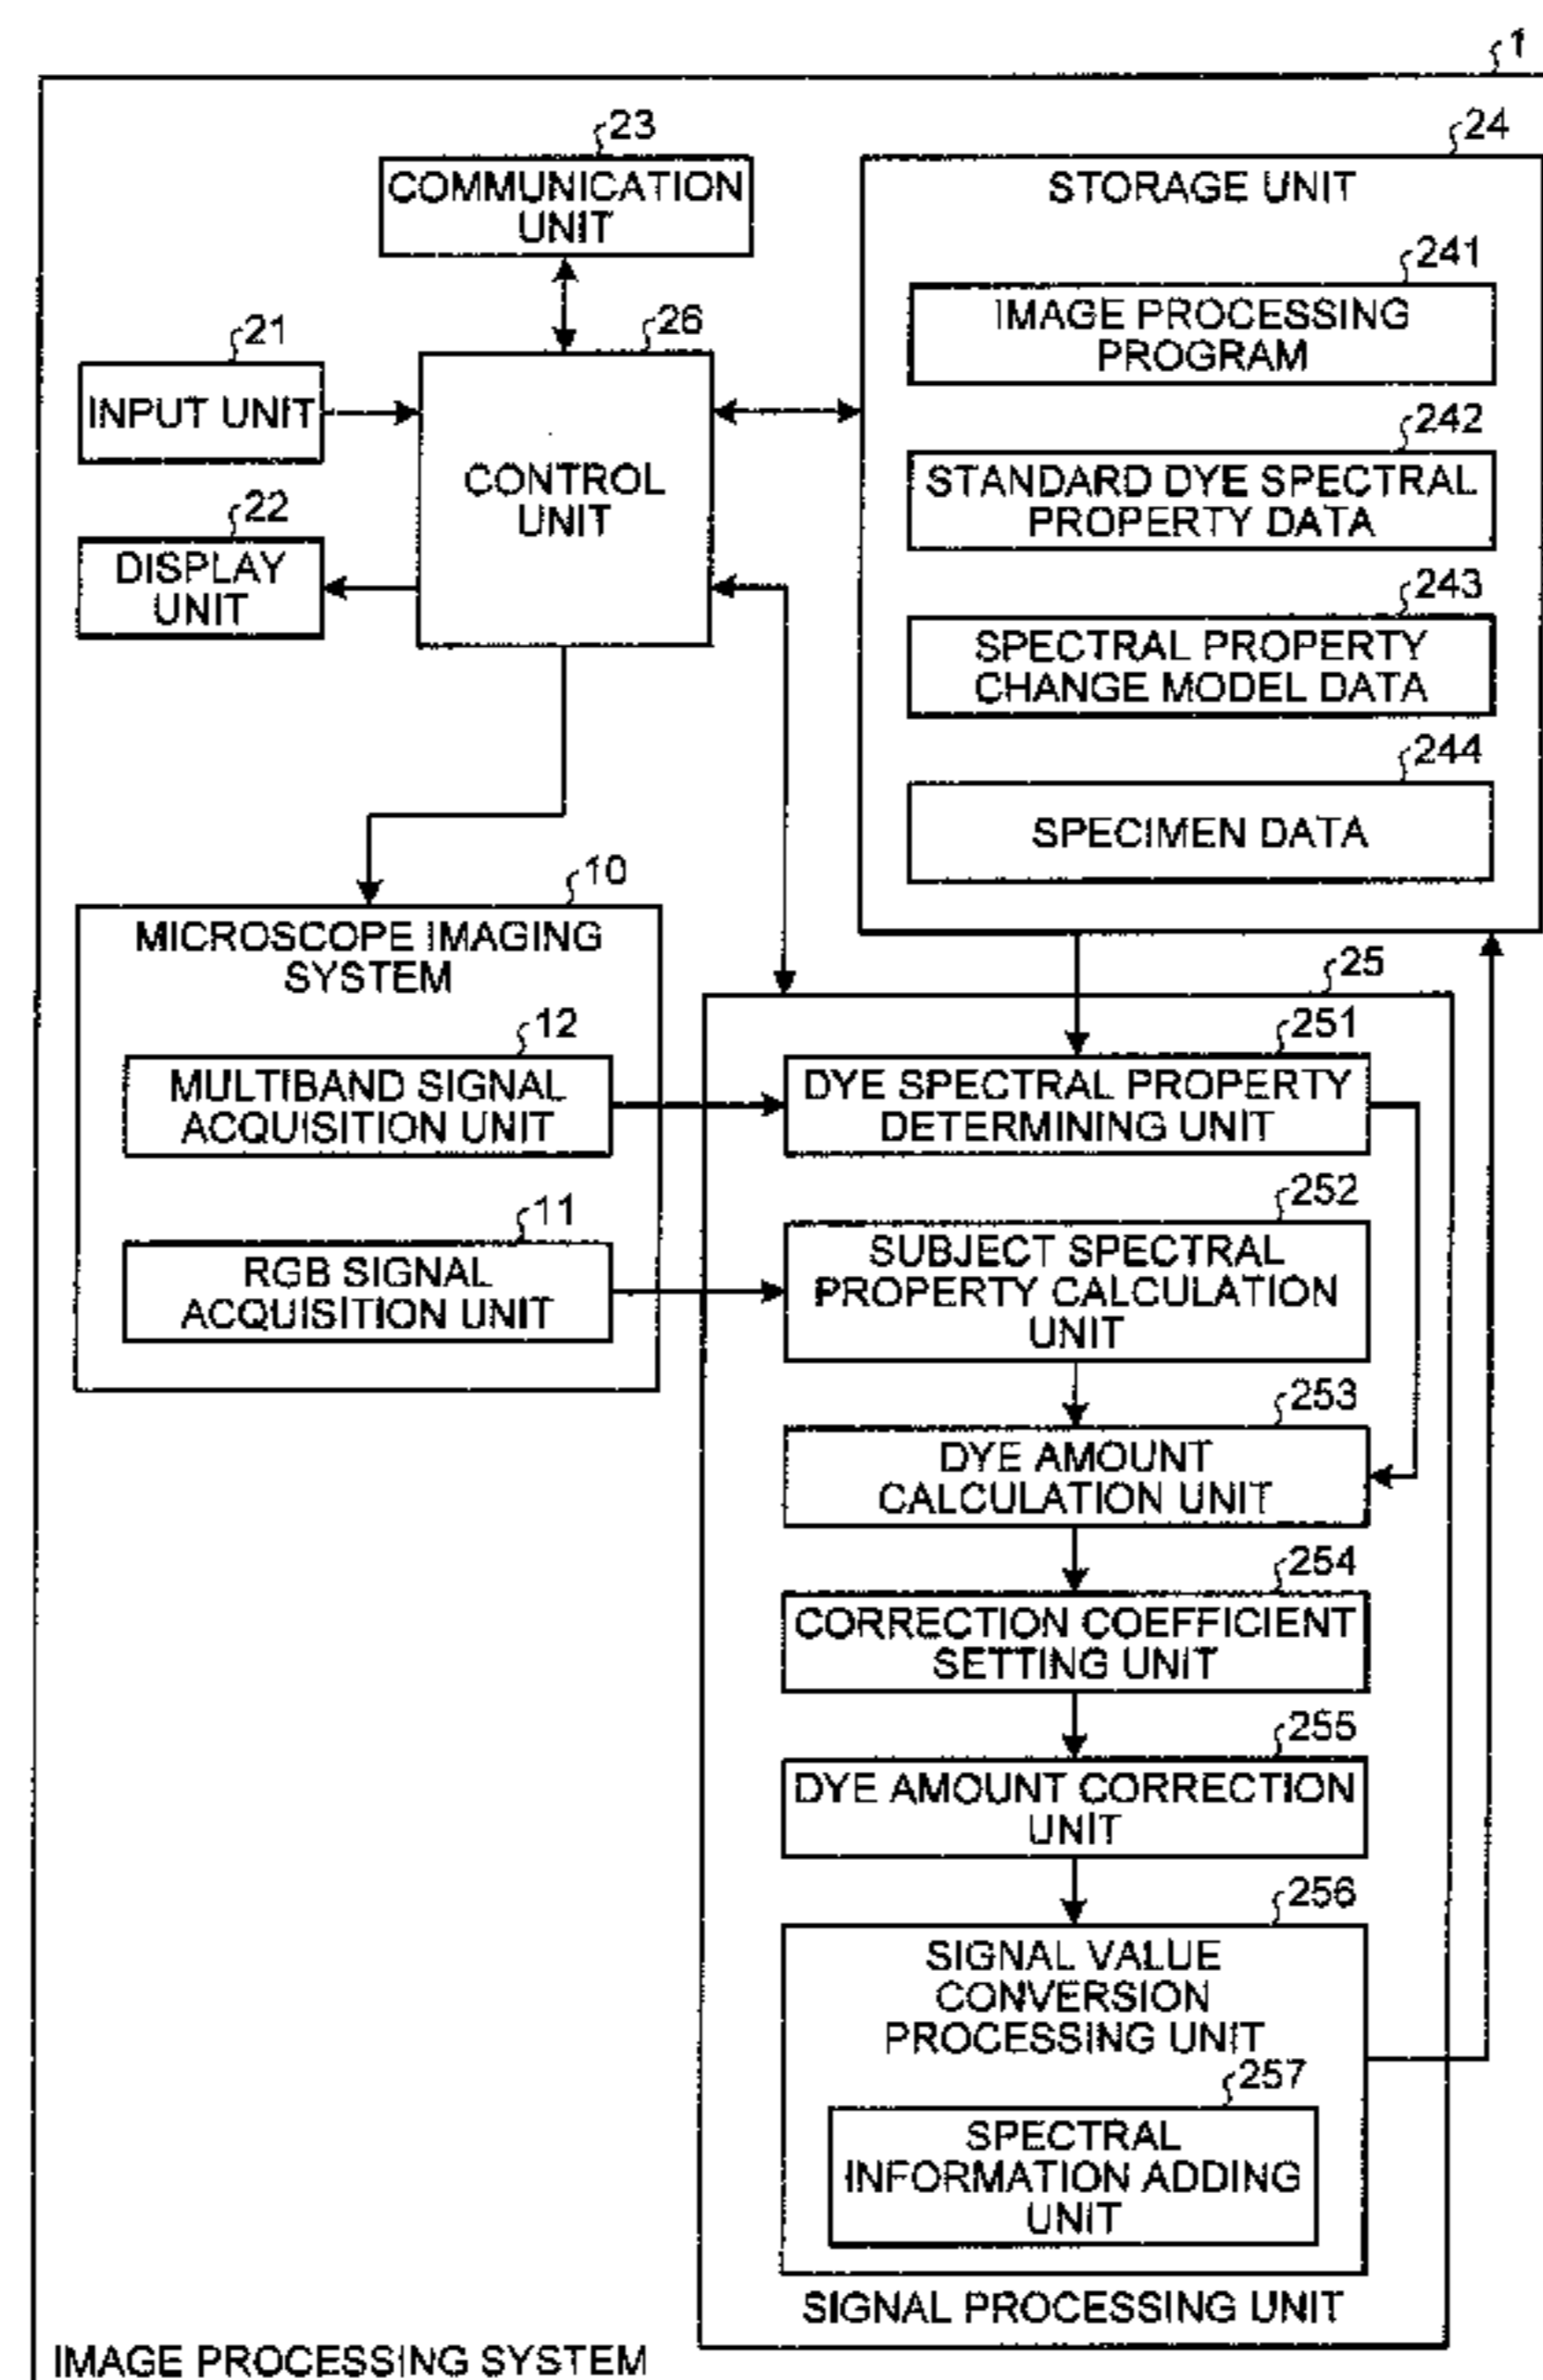 1
23
COMMUNICATION
UNIT
24
STORAGE UNIT
241
IMAGE PROCESSING
PROGRAM
242
STANDARD DYE SPECTRAL
PROPERTY DATA
243
SPECTRAL PROPERTY
CHANGE MODEL DATA
244
SPECIMEN DATA
21
INPUT UNIT
26
CONTROL
UNIT
22
DISPLAY
UNIT
10
MICROSCOPE IMAGING
SYSTEM
12
MULTIBAND SIGNAL
ACQUISITION UNIT
11
RGB SIGNAL
ACQUISITION UNIT
25
251
DYE SPECTRAL PROPERTY
DETERMINING UNIT
252
SUBJECT SPECTRAL
PROPERTY CALCULATION
UNIT
253
DYE AMOUNT
CALCULATION UNIT
254
CORRECTION COEFFICIENT
SETTING UNIT
255
DYE AMOUNT CORRECTION
UNIT
256
SIGNAL VALUE
CONVERSION
PROCESSING UNIT
257
SPECTRAL
INFORMATION ADDING
UNIT
SIGNAL PROCESSING UNIT
IMAGE PROCESSING SYSTEM